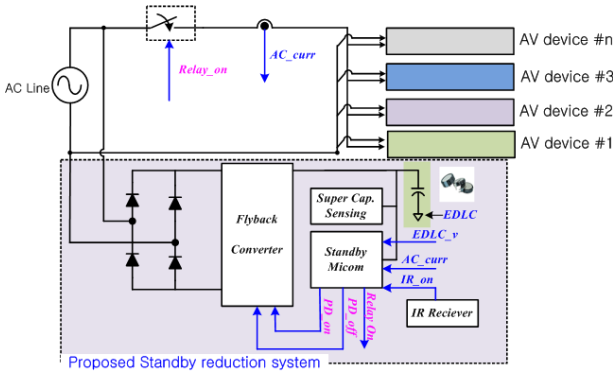 AC Line
Relay_on
AC_curr
AV device #n
AV device #3
AV device #2
AV device #1
Flyback
Converter
Super Cap.
Sensing
EDLC
Standby
Micom
EDLC_v
AC_curr
IR_on
PD_on
PD_off
Relay On
IR Reciever
Proposed Standby reduction system